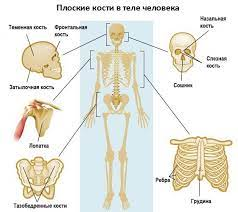 Плоские кости в теле человека
Теменная кость
Фронтальная
кость
Назальная
кость
Слезная
кость
Затылочная кость
Сошник
Лопатка
Ребра
Грудина
Тазобедренные кости